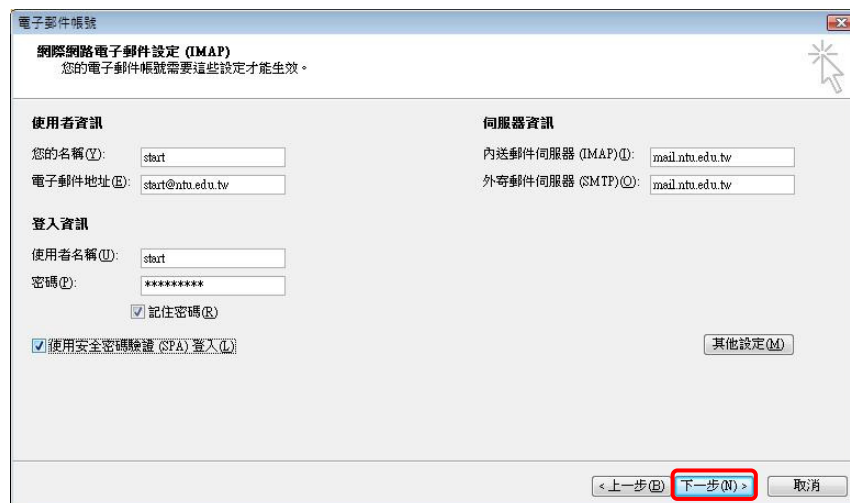 電子郵件帳號
網際網路電子郵件設定 (IMAP)
您的電子郵件帳號需要這些設定才能生效。
使用者資訊
您的名稱(Y): start
電子郵件地址(E): start@ntu.edu.tw
登入資訊
使用者名稱(U): start
密碼(P): *********
記住密碼(R)
使用安全密碼驗證 (SPA) 登入(L)
伺服器資訊
內送郵件伺服器 (IMAP)(I): mail.ntu.edu.tw
外寄郵件伺服器 (SMTP)(O): mail.ntu.edu.tw
其他設定(M)
<上一步(B) 下一步(N)> 取消